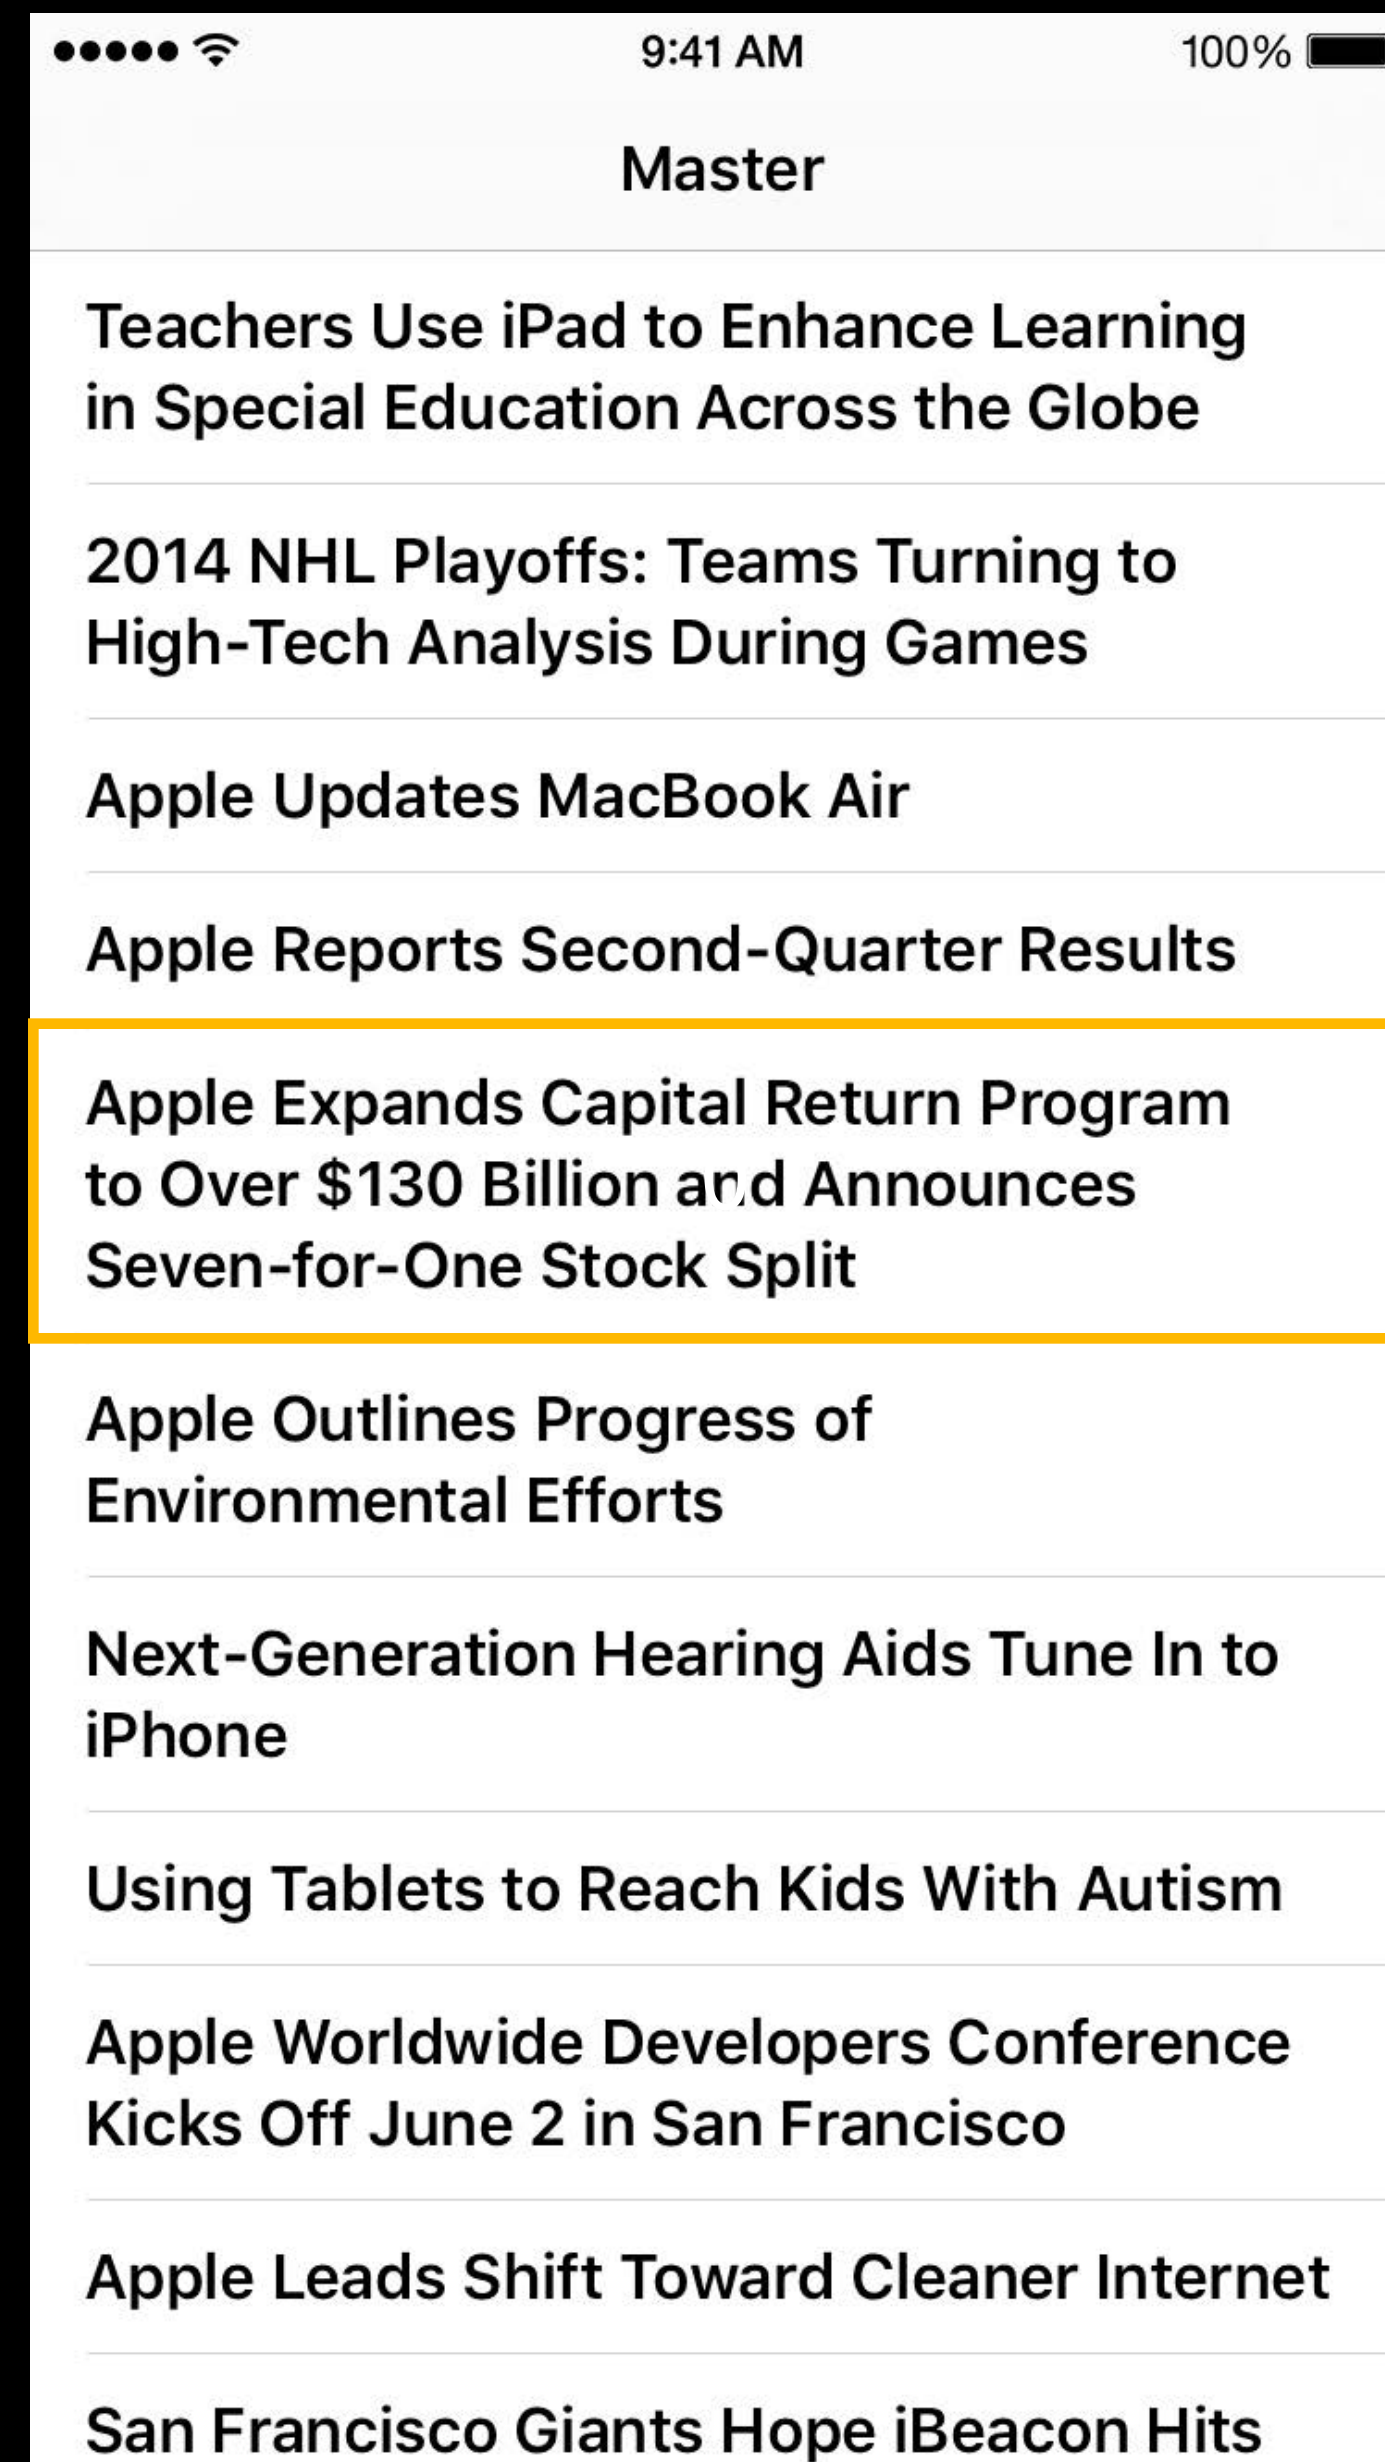 9:41 AM
100%
Master
Teachers Use iPad to Enhance Learning
in Special Education Across the Globe
2014 NHL Playoffs: Teams Turning to
High-Tech Analysis During Games
Apple Updates MacBook Air
Apple Reports Second-Quarter Results
Apple Expands Capital Return Program
to Over $130 Billion and Announces
Seven-for-One Stock Split
Apple Outlines Progress of
Environmental Efforts
Next-Generation Hearing Aids Tune In to
iPhone
Using Tablets to Reach Kids With Autism
Apple Worldwide Developers Conference
Kicks Off June 2 in San Francisco
Apple Leads Shift Toward Cleaner Internet
San Francisco Giants Hope iBeacon Hits